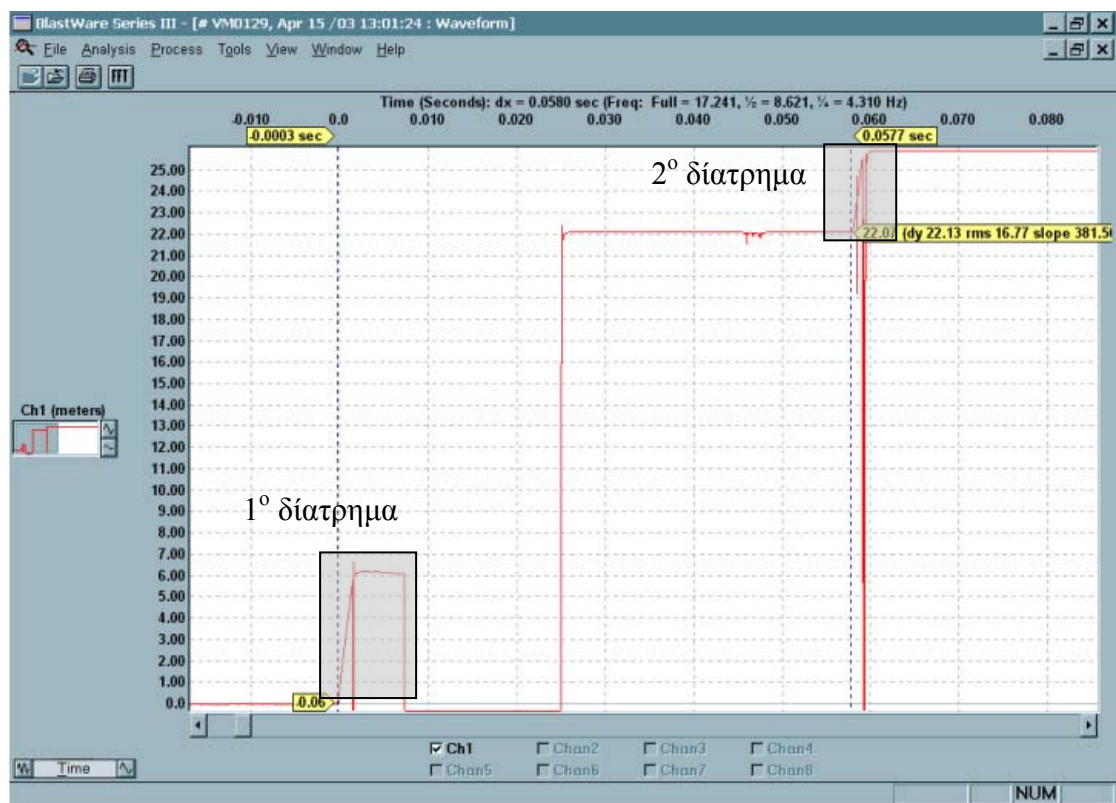 BlastWare Series III - [# VM0129, Apr 15 /03 13:01:24 : Waveform]
File Analysis Process Tools View Window Help
Time (Seconds): dx = 0.0580 sec (Freq: Full = 17.241, ½ = 8.621, ¼ = 4.310 Hz)
-0.010 0.0 0.010 0.020 0.030 0.040 0.050 0.060 0.070 0.080
-0.0003 sec 0.0577 sec
2º δίατρημα
25.00
24.00
23.00
22.00
22.07 (dy 22.13 rms 16.77 slope 381.50
21.00
20.00
19.00
18.00
17.00
16.00
15.00
14.00
Ch1 (meters)
13.00
12.00
11.00
10.00
9.00
1º δίατρημα
8.00
7.00
6.00
5.00
4.00
3.00
2.00
1.00
0.0
-0.06
Ch1 Chan2 Chan3 Chan4
Time
Chan5 Chan6 Chan7 Chan8
NUM